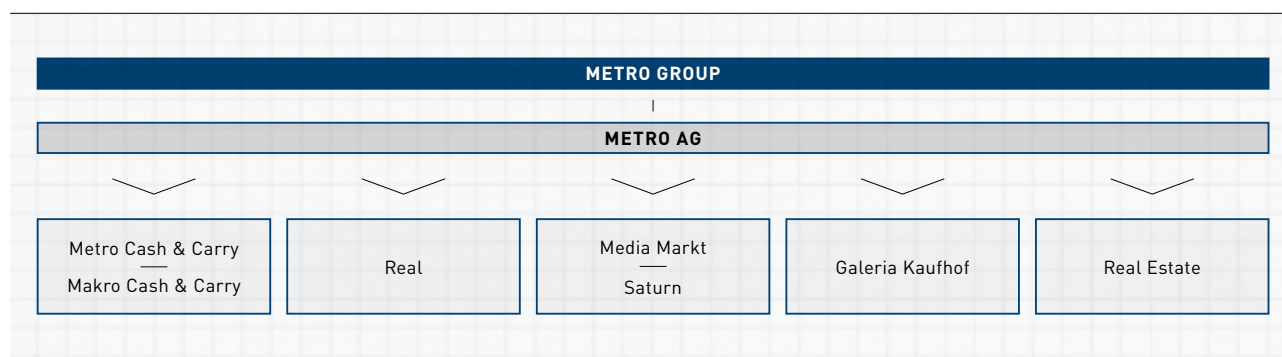 METRO GROUP
METRO AG
Metro Cash & Carry
Makro Cash & Carry
Real
Media Markt
Saturn
Galeria Kaufhof
Real Estate